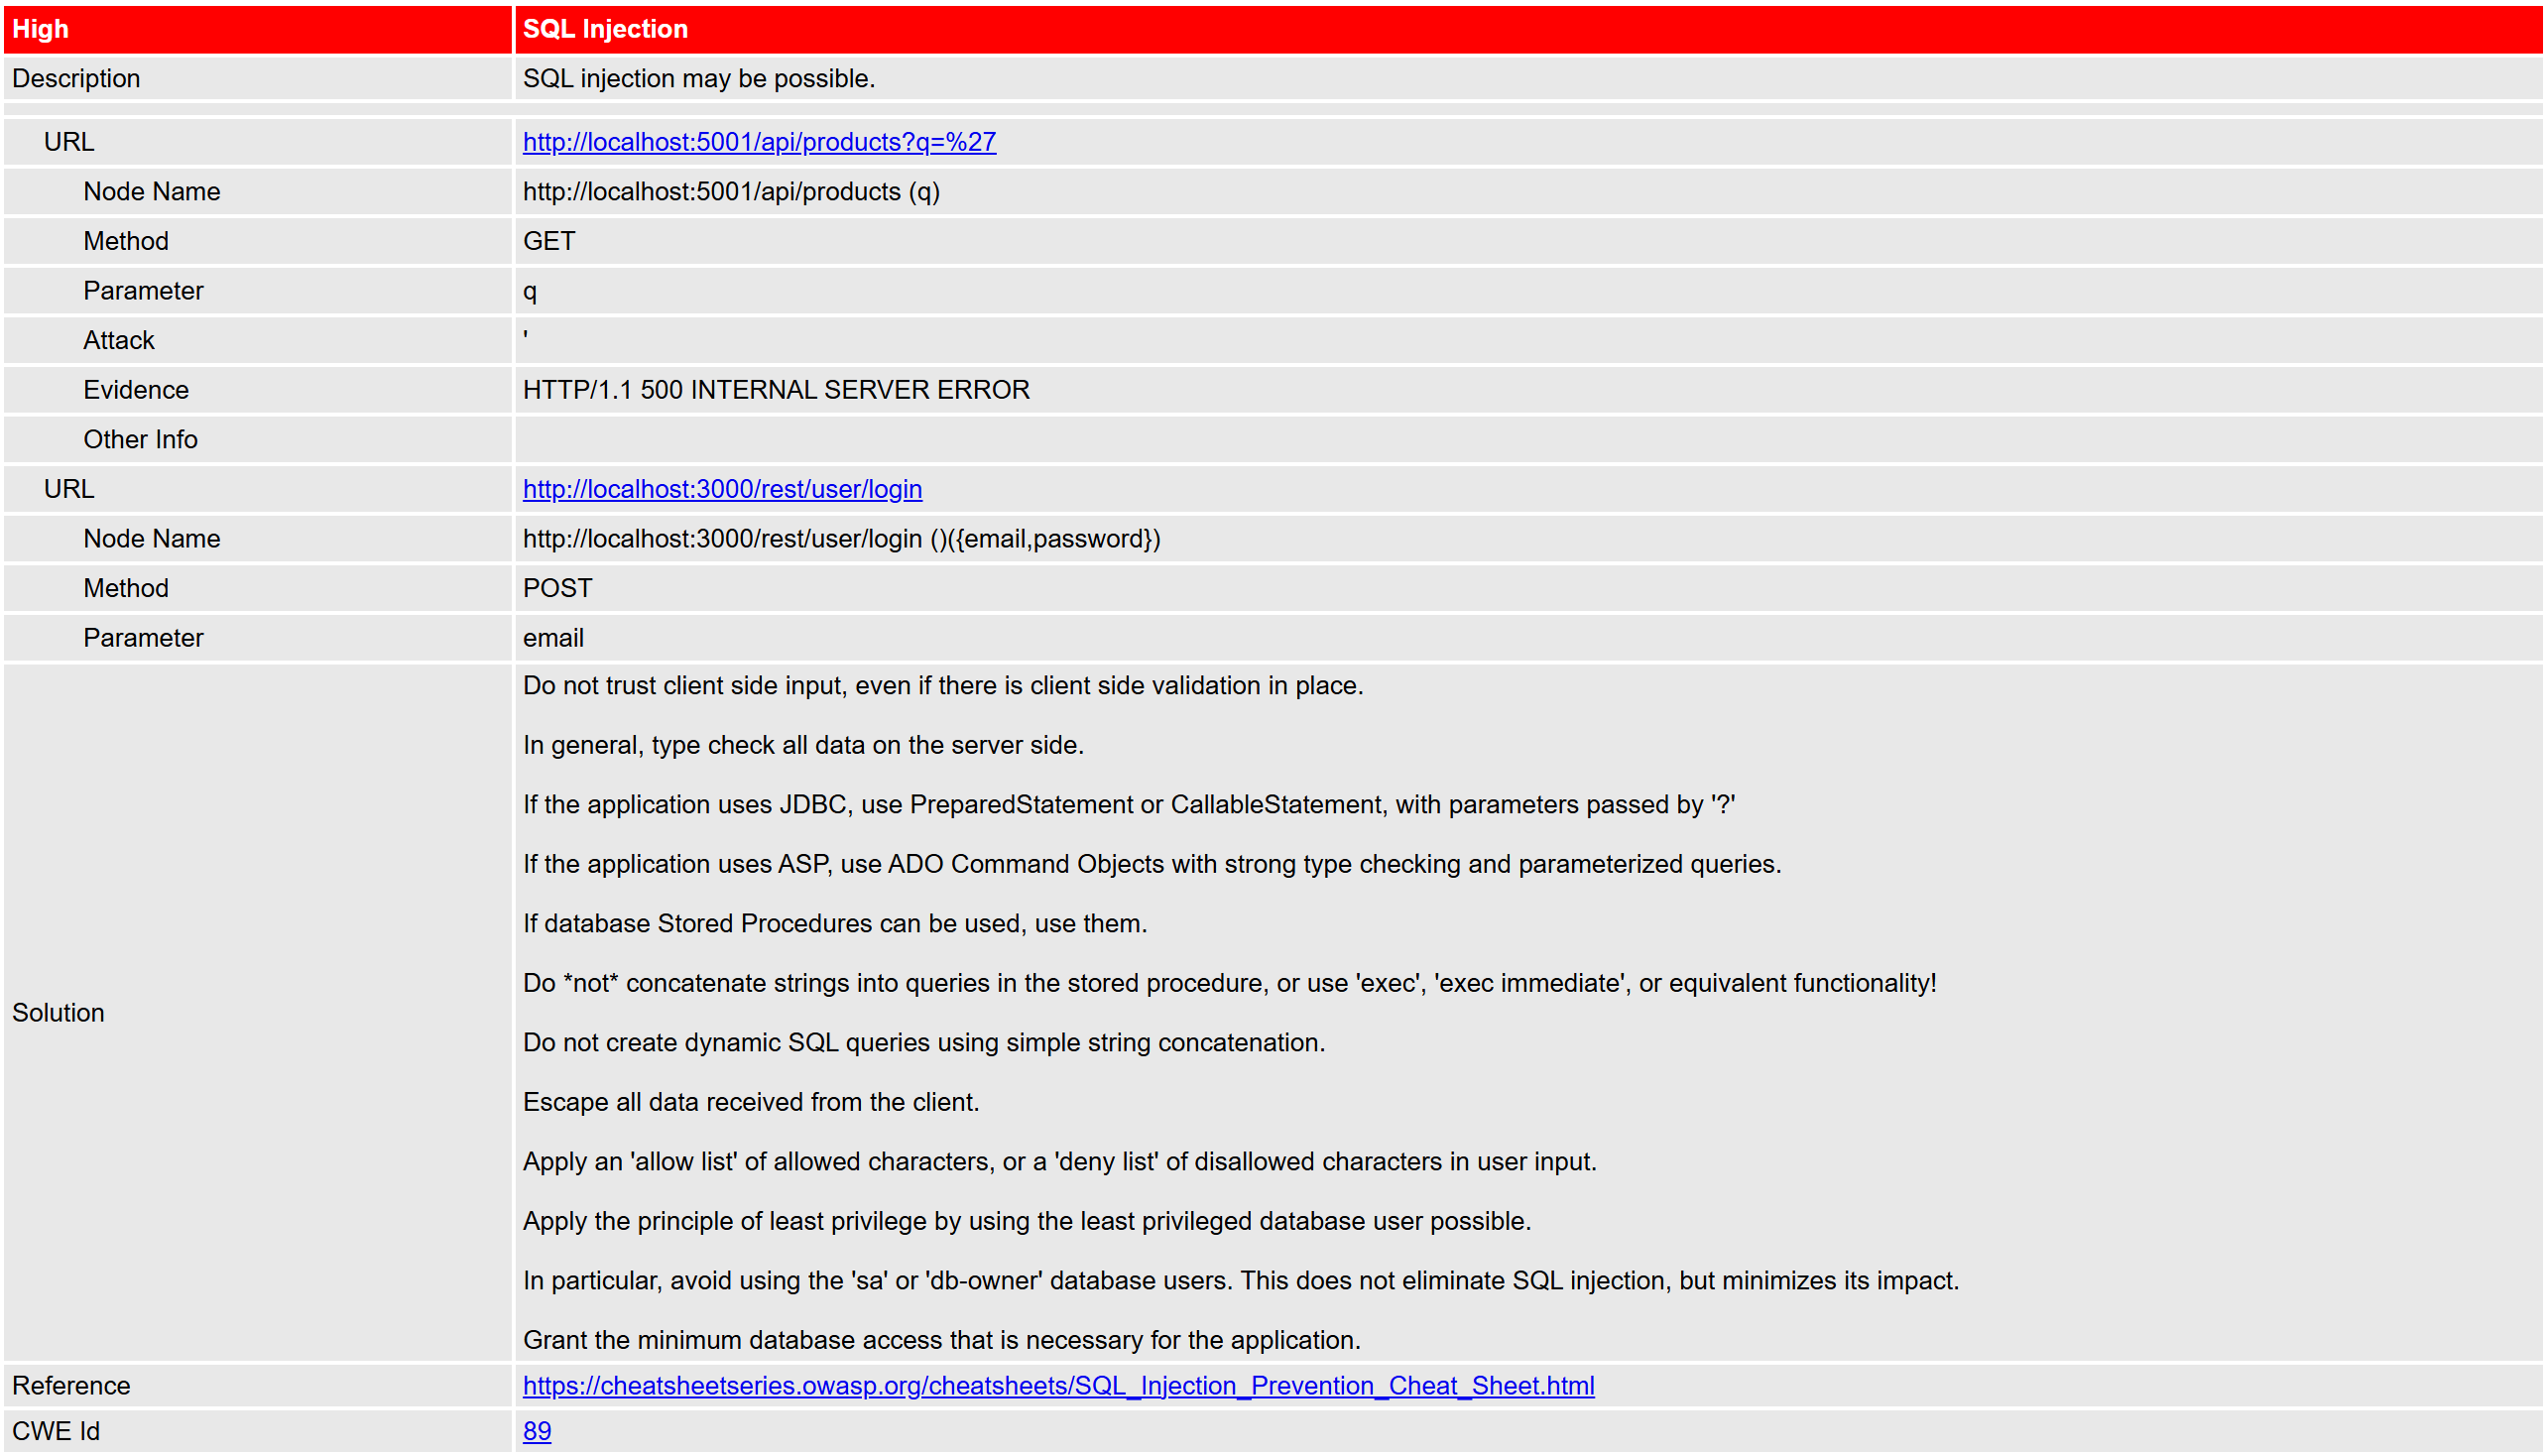 High SQL Injection
Description SQL injection may be possible.
URL http://localhost:5001/api/products?q=%27
Node Name http://localhost:5001/api/products (q)
Method GET
Parameter q
Attack '
Evidence HTTP/1.1 500 INTERNAL SERVER ERROR
Other Info
URL http://localhost:3000/rest/user/login
Node Name http://localhost:3000/rest/user/login ()({email,password})
Method POST
Parameter email
Solution
Do not trust client side input, even if there is client side validation in place.
In general, type check all data on the server side.
If the application uses JDBC, use PreparedStatement or CallableStatement, with parameters passed by '?'
If the application uses ASP, use ADO Command Objects with strong type checking and parameterized queries.
If database Stored Procedures can be used, use them.
Do *not* concatenate strings into queries in the stored procedure, or use 'exec', 'exec immediate', or equivalent functionality!
Do not create dynamic SQL queries using simple string concatenation.
Escape all data received from the client.
Apply an 'allow list' of allowed characters, or a 'deny list' of disallowed characters in user input.
Apply the principle of least privilege by using the least privileged database user possible.
In particular, avoid using the 'sa' or 'db-owner' database users. This does not eliminate SQL injection, but minimizes its impact.
Grant the minimum database access that is necessary for the application.
Reference https://cheatsheetseries.owasp.org/cheatsheets/SQL_Injection_Prevention_Cheat_Sheet.html
CWE Id 89